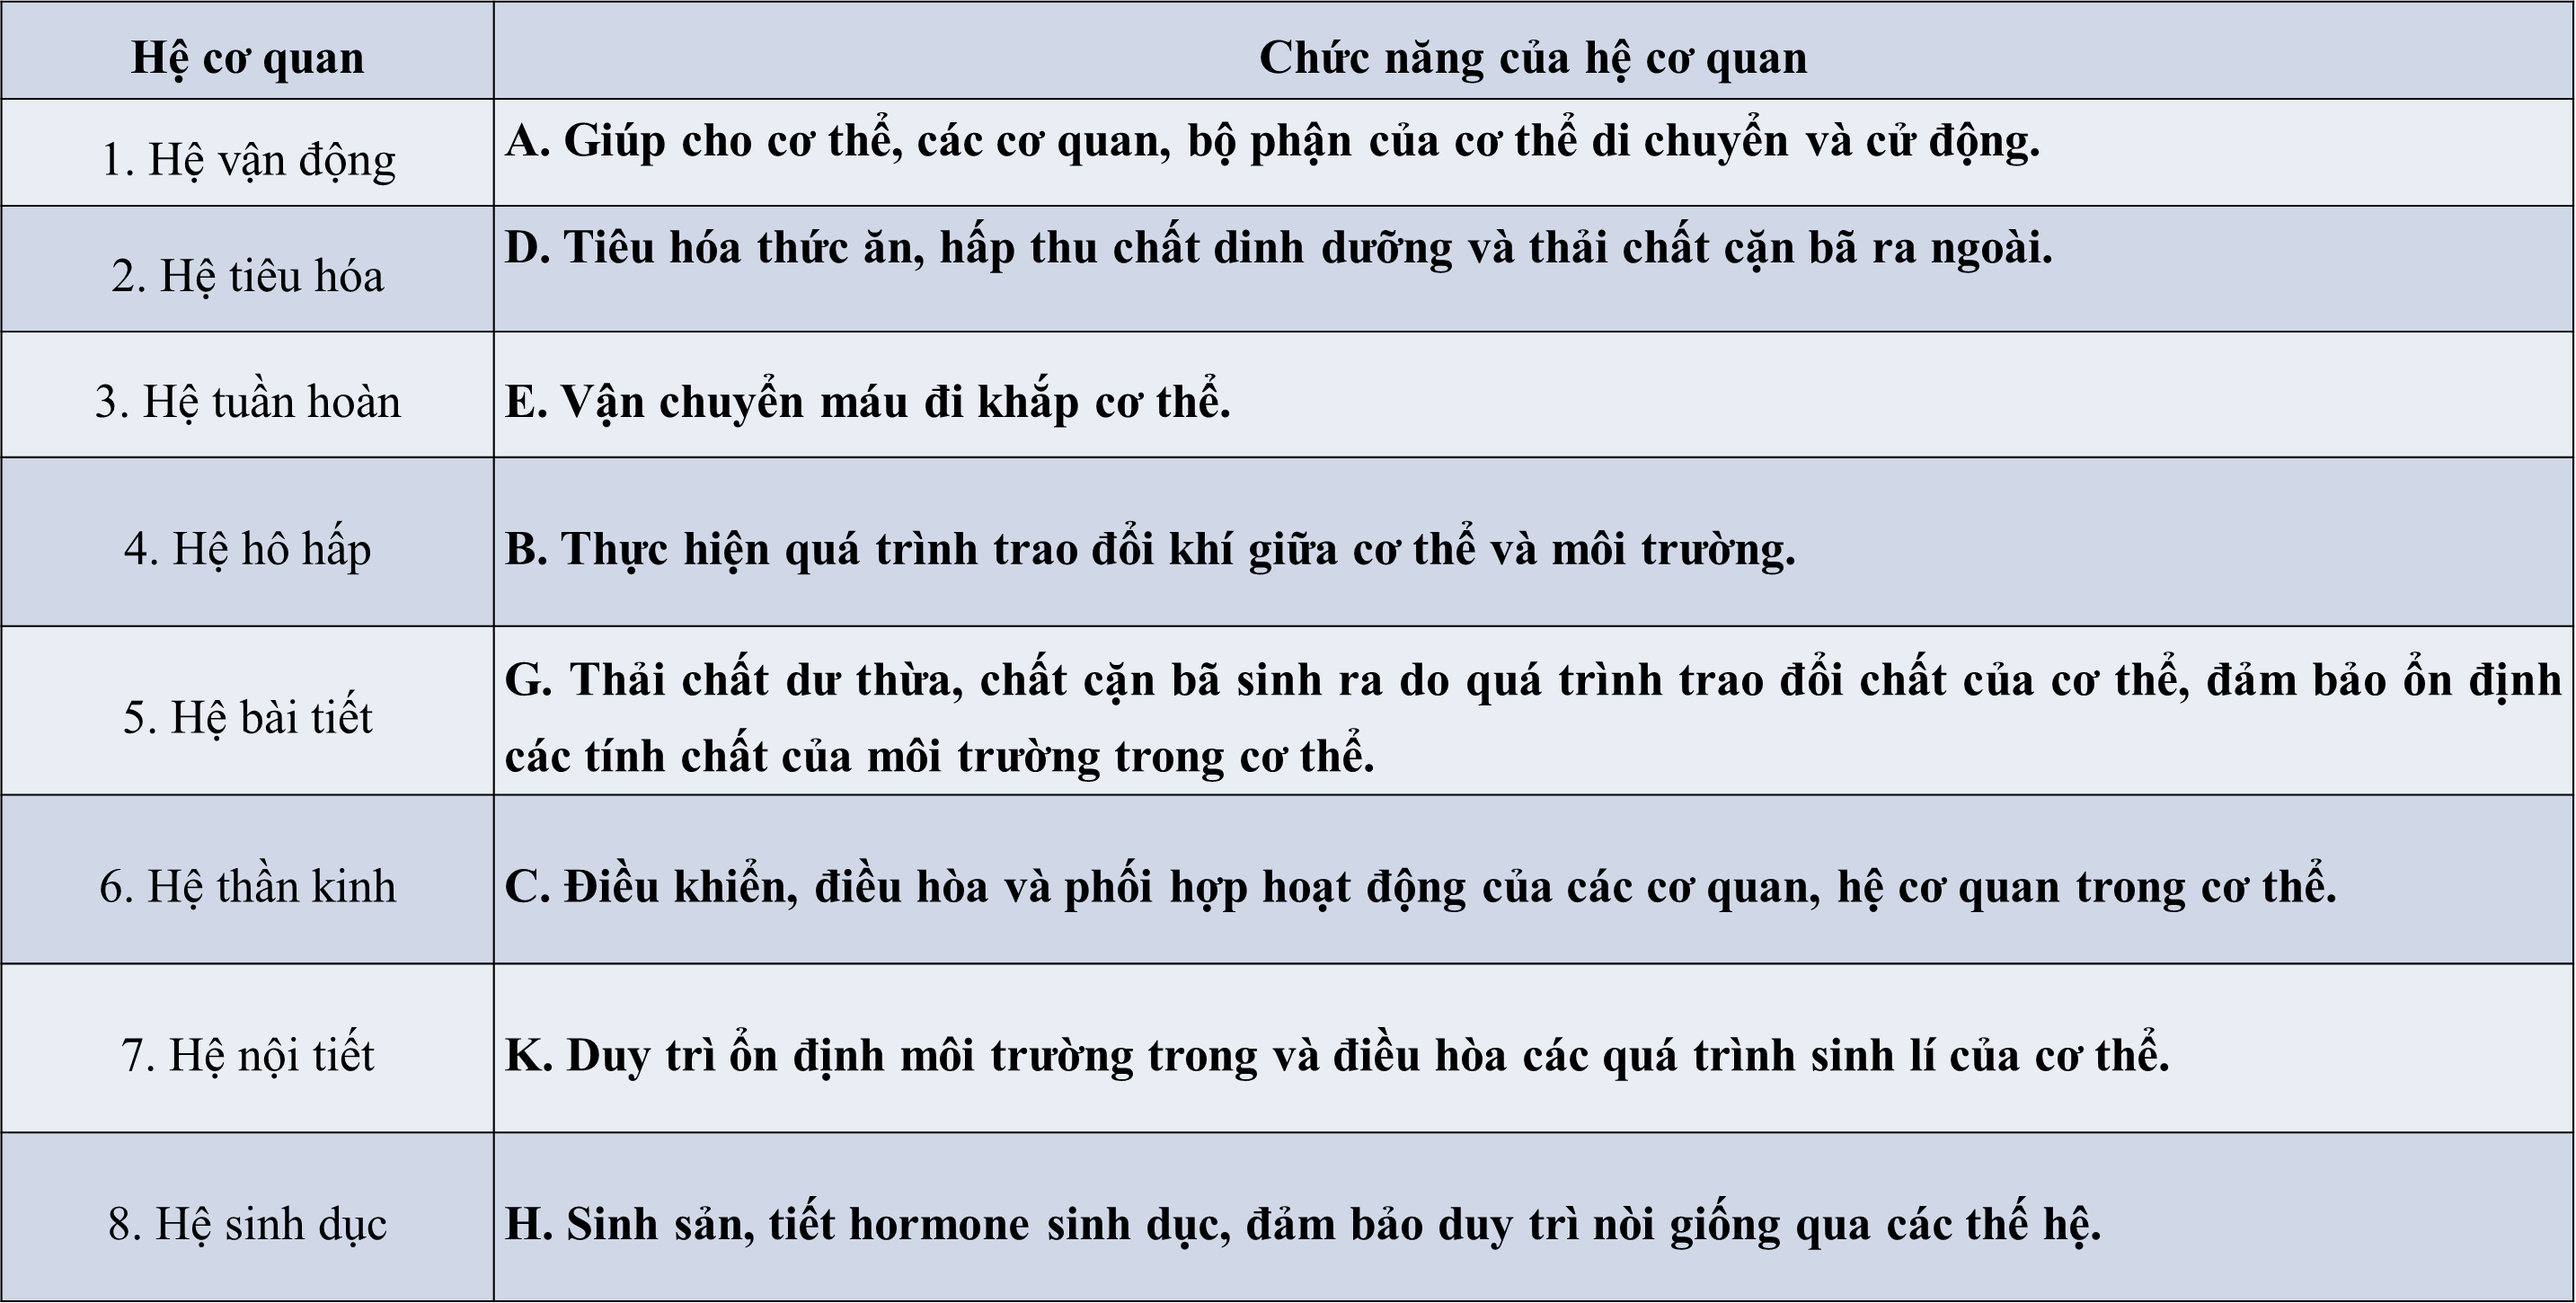 Hệ cơ quan
Chức năng của hệ cơ quan
1. Hệ vận động
A. Giúp cho cơ thể, các cơ quan, bộ phận của cơ thể di chuyển và cử động.
2. Hệ tiêu hóa
D. Tiêu hóa thức ăn, hấp thu chất dinh dưỡng và thải chất cặn bã ra ngoài.
3. Hệ tuần hoàn
E. Vận chuyển máu đi khắp cơ thể.
4. Hệ hô hấp
B. Thực hiện quá trình trao đổi khí giữa cơ thể và môi trường.
5. Hệ bài tiết
G. Thải chất dư thừa, chất cặn bã sinh ra do quá trình trao đổi chất của cơ thể, đảm bảo ổn định
các tính chất của môi trường trong cơ thể.
6. Hệ thần kinh
C. Điều khiển, điều hòa và phối hợp hoạt động của các cơ quan, hệ cơ quan trong cơ thể.
7. Hệ nội tiết
K. Duy trì ổn định môi trường trong và điều hòa các quá trình sinh lí của cơ thể.
8. Hệ sinh dục
H. Sinh sản, tiết hormone sinh dục, đảm bảo duy trì nòi giống qua các thế hệ.